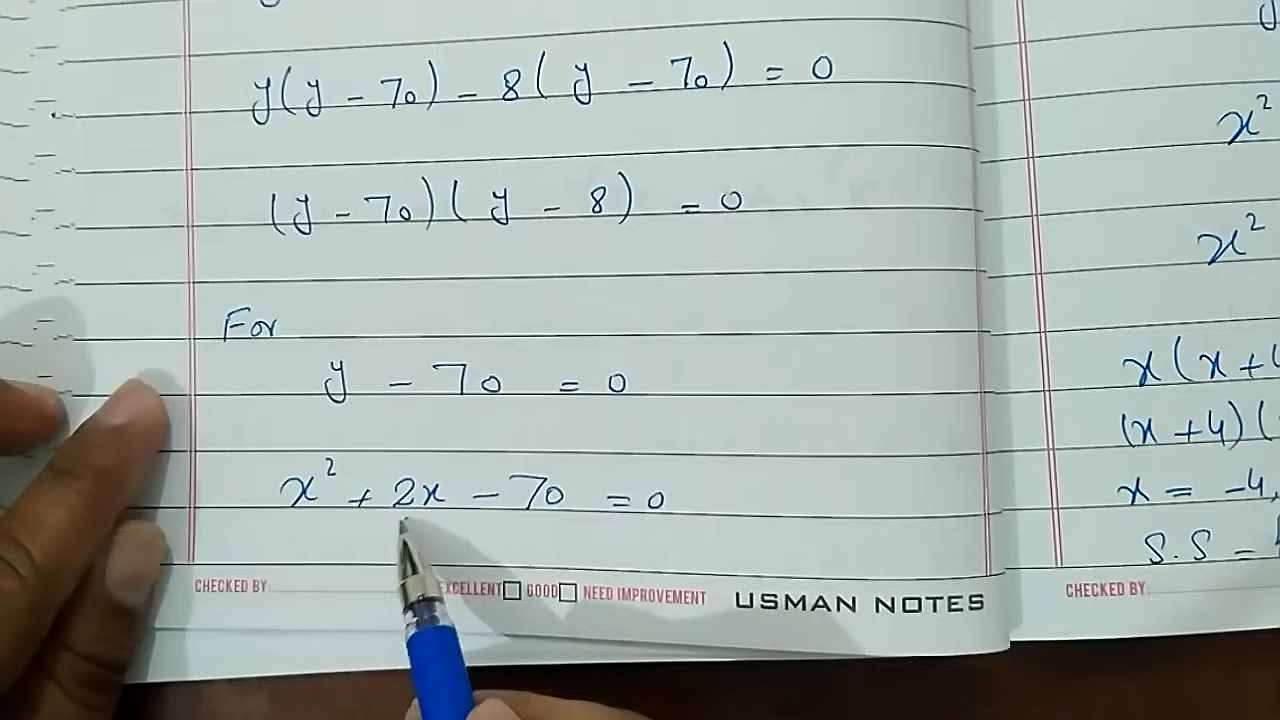 y(y - 70) - 8(y - 70) = 0
(y - 70)(y - 8) = 0
For
y - 70 = 0
x² + 2x - 70 = 0
CHECKED BY: EXCELLENT GOOD NEED IMPROVEMENT USMAN NOTES
x²
x²
x(x+4
(x+4)(
x = -4,
S.S =
CHECKED BY: